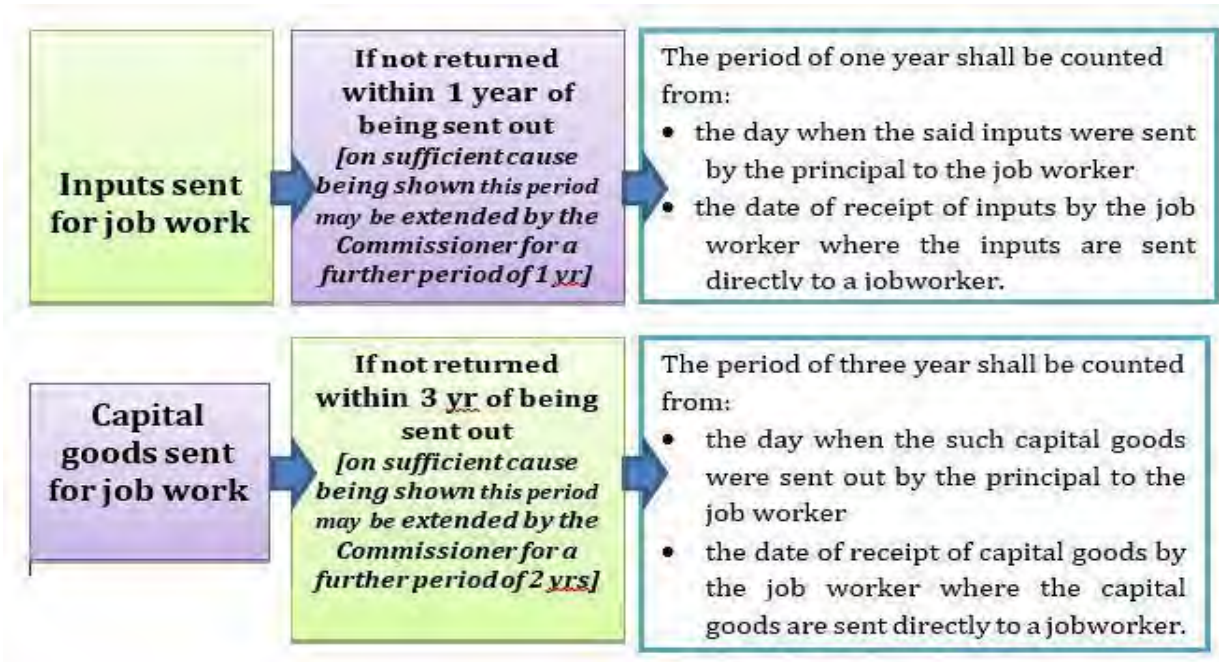 Inputs sent
for job work
If not returned
within 1 year of
being sent out
[on sufficient cause
being shown this period
may be extended by the
Commissioner for a
further period of 1 yr]
The period of one year shall be counted
from:
• the day when the said inputs were sent
by the principal to the job worker
• the date of receipt of inputs by the job
worker where the inputs are sent
directly to a jobworker.
Capital
goods sent
for job work
If not returned
within 3 yr of being
sent out
[on sufficient cause
being shown this period
may be extended by the
Commissioner for a
further period of 2 yrs]
The period of three year shall be counted
from:
• the day when the such capital goods
were sent out by the principal to the
job worker
• the date of receipt of capital goods by
the job worker where the capital
goods are sent directly to a jobworker.